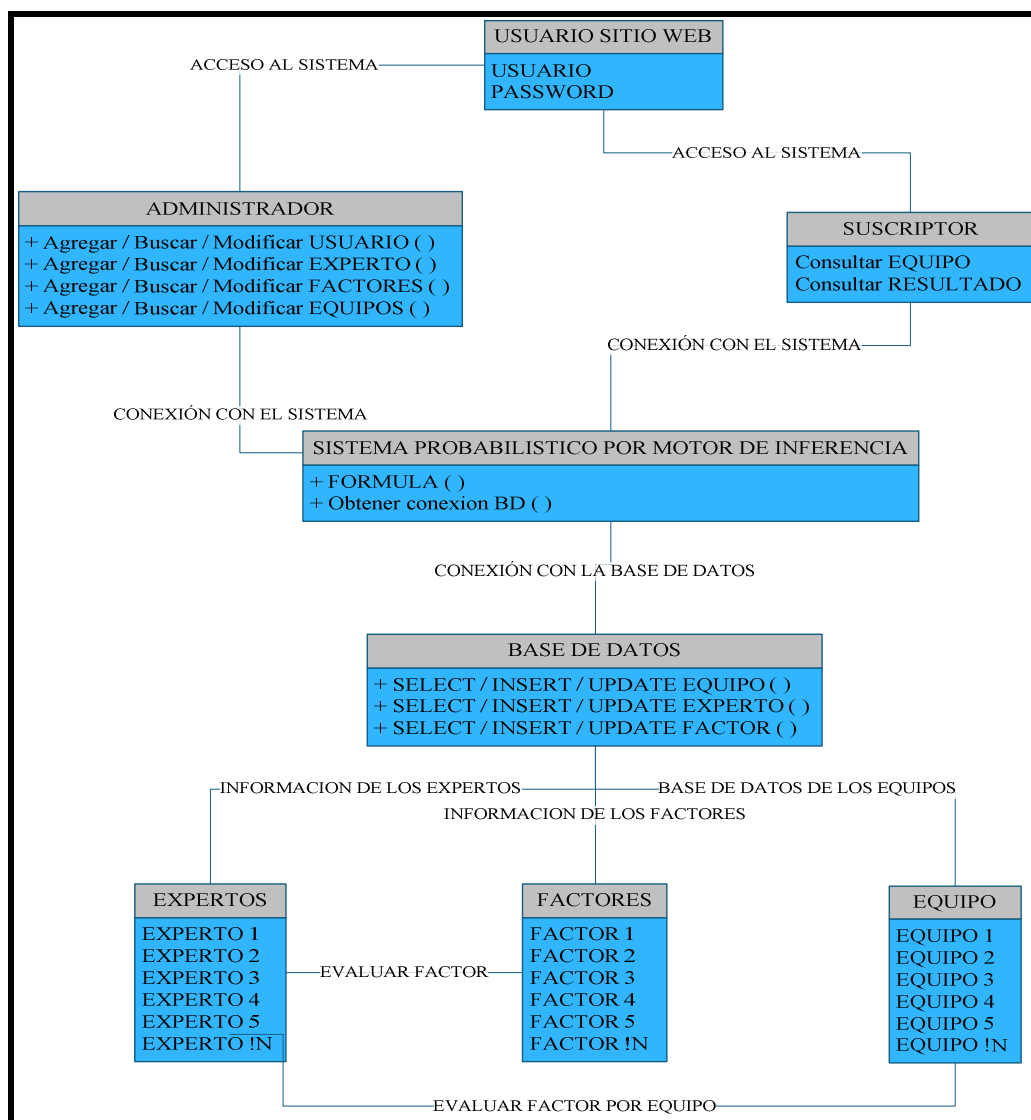 USUARIO SITIO WEB
USUARIO
PASSWORD
ACCESO AL SISTEMA
ACCESO AL SISTEMA
ADMINISTRADOR
+ Agregar / Buscar / Modificar USUARIO ( )
+ Agregar / Buscar / Modificar EXPERTO ( )
+ Agregar / Buscar / Modificar FACTORES ( )
+ Agregar / Buscar / Modificar EQUIPOS ( )
SUSCRIPTOR
Consultar EQUIPO
Consultar RESULTADO
CONEXIÓN CON EL SISTEMA
CONEXIÓN CON EL SISTEMA
SISTEMA PROBABILISTICO POR MOTOR DE INFERENCIA
+ FORMULA ( )
+ Obtener conexion BD ( )
CONEXIÓN CON LA BASE DE DATOS
BASE DE DATOS
+ SELECT / INSERT / UPDATE EQUIPO ( )
+ SELECT / INSERT / UPDATE EXPERTO ( )
+ SELECT / INSERT / UPDATE FACTOR ( )
INFORMACION DE LOS EXPERTOS
BASE DE DATOS DE LOS EQUIPOS
INFORMACION DE LOS FACTORES
EXPERTOS
EXPERTO 1
EXPERTO 2
EXPERTO 3
EXPERTO 4
EXPERTO 5
EXPERTO !N
EVALUAR FACTOR
FACTORES
FACTOR 1
FACTOR 2
FACTOR 3
FACTOR 4
FACTOR 5
FACTOR !N
EQUIPO
EQUIPO 1
EQUIPO 2
EQUIPO 3
EQUIPO 4
EQUIPO 5
EQUIPO !N
EVALUAR FACTOR POR EQUIPO